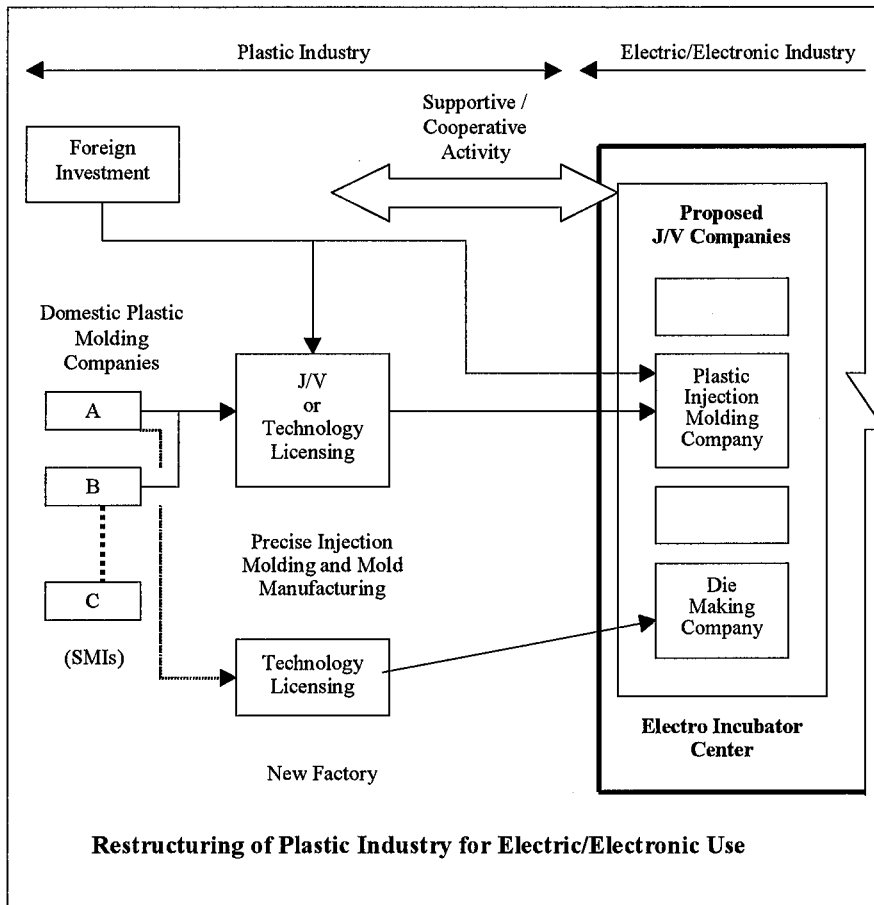 Plastic Industry
Electric/Electronic Industry
Supportive /
Cooperative
Activity
Foreign
Investment
Proposed
J/V Companies
Domestic Plastic
Molding
Companies
A
B
C
(SMIs)
J/V
or
Technology
Licensing
Plastic
Injection
Molding
Company
Precise Injection
Molding and Mold
Manufacturing
Die
Making
Company
Technology
Licensing
Electro Incubator
Center
New Factory
Restructuring of Plastic Industry for Electric/Electronic Use